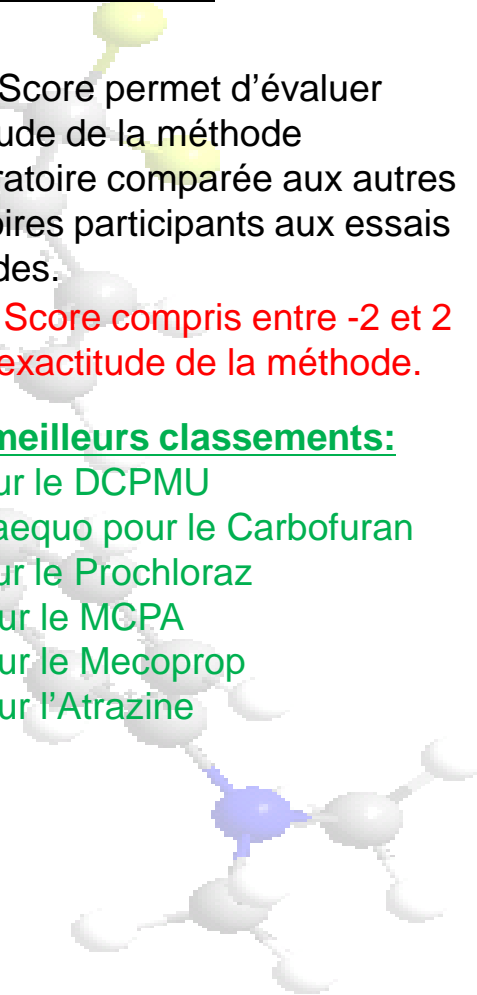 Score permet d'évaluer
ude de la méthode
ratoire comparée aux autres
oires participants aux essais
des.
Score compris entre -2 et 2
exactitude de la méthode.
meilleurs classements:
ur le DCPMU
aequo pour le Carbofuran
ur le Prochloraz
ur le MCPA
ur le Mecoprop
ur l'Atrazine